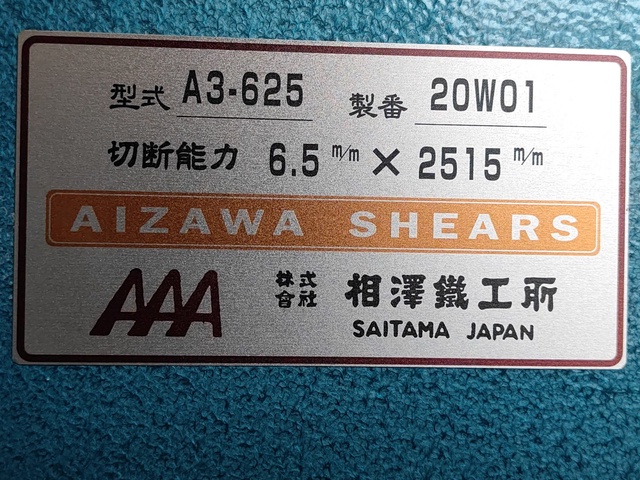 型式 A3-625 製番 20W01
切断能力 6.5 m/m × 2515 m/m
AIZAWA SHEARS
AAA 株式會社 相澤鐵工所
SAITAMA JAPAN